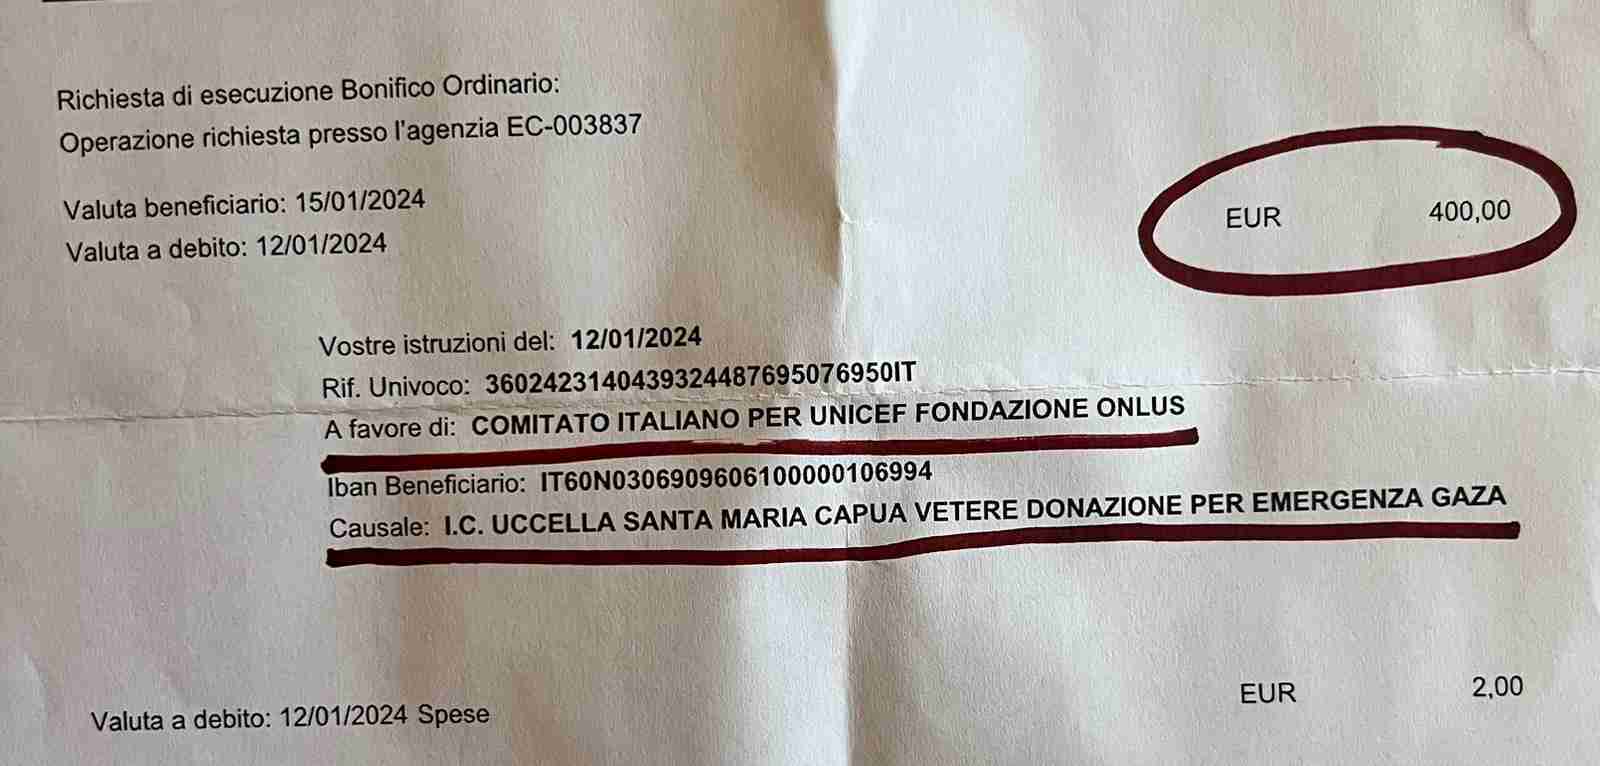 Richiesta di esecuzione Bonifico Ordinario:
Operazione richiesta presso l'agenzia EC-003837
Valuta beneficiario: 15/01/2024
EUR 400,00
Valuta a debito: 12/01/2024
Vostre istruzioni del: 12/01/2024
Rif. Univoco: 360242314043932448769507695​0IT
A favore di: COMITATO ITALIANO PER UNICEF FONDAZIONE ONLUS
Iban Beneficiario: IT60N0306909606100000106994
Causale: I.C. UCCELLA SANTA MARIA CAPUA VETERE DONAZIONE PER EMERGENZA GAZA
Valuta a debito: 12/01/2024 Spese
EUR 2,00